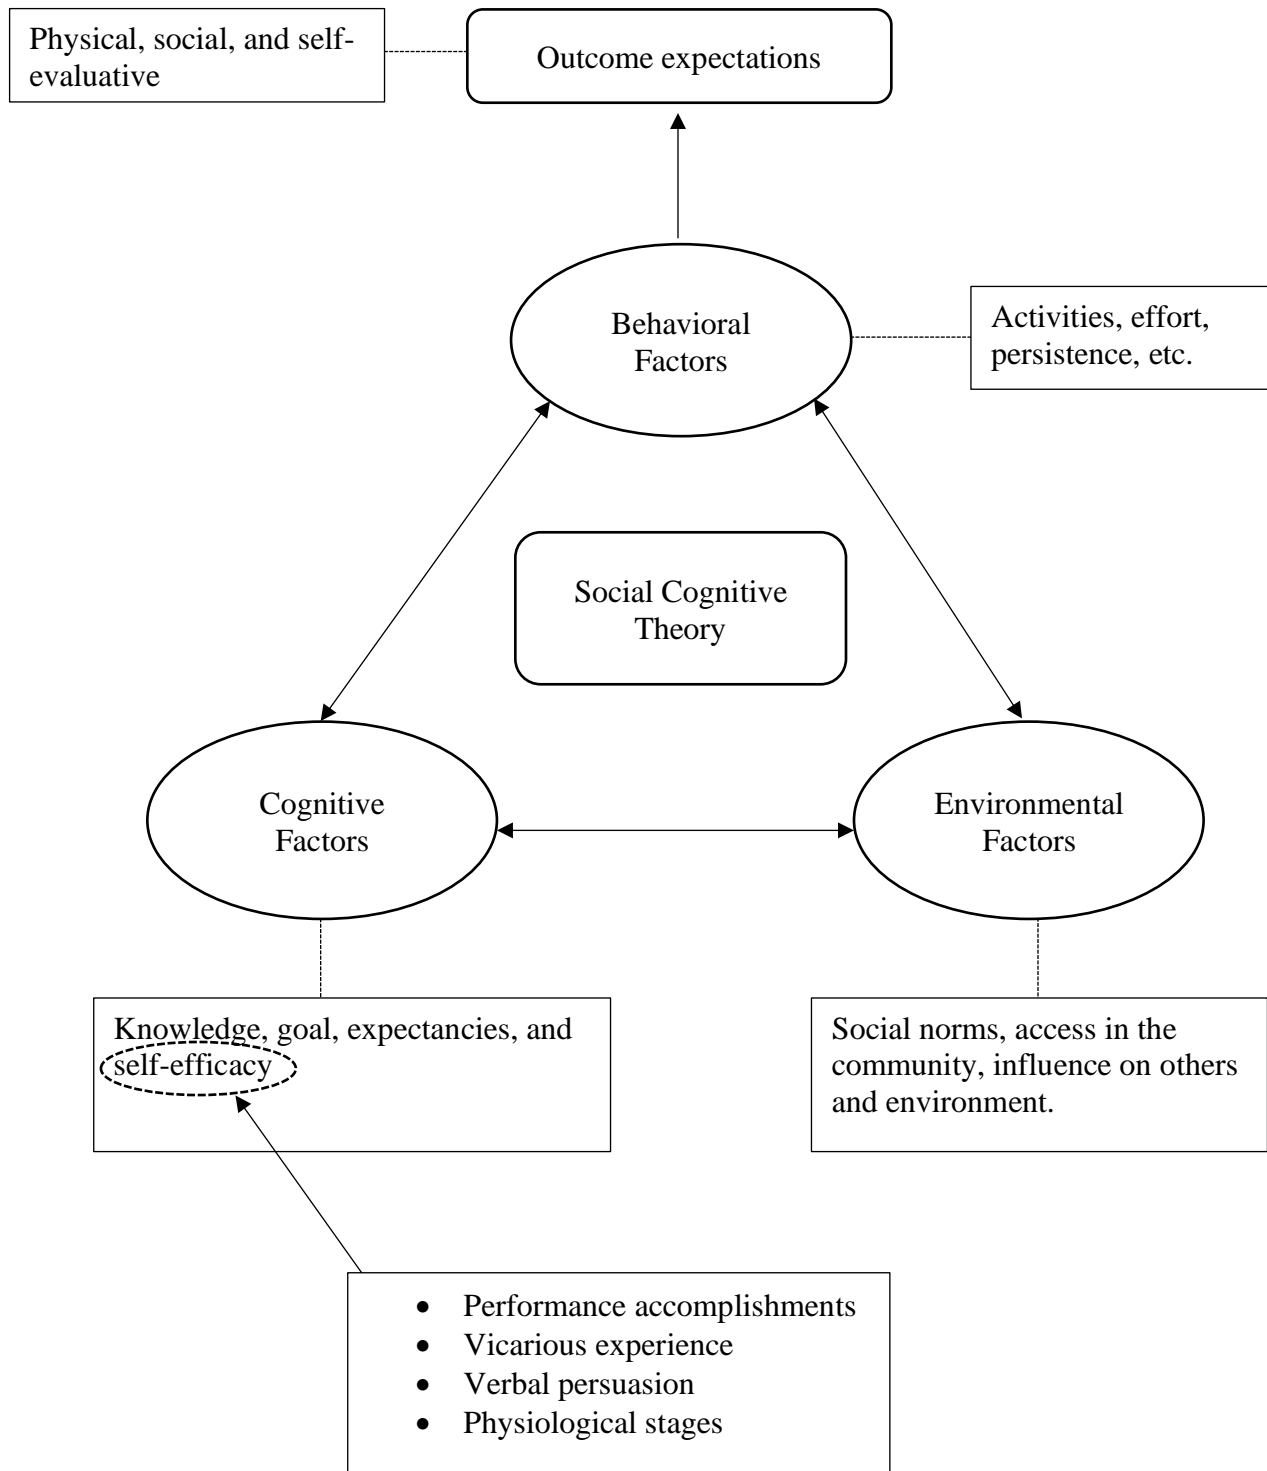 Physical, social, and self-
evaluative
Outcome expectations
Behavioral
Factors
Activities, effort,
persistence, etc.
Social Cognitive
Theory
Cognitive
Factors
Environmental
Factors
Knowledge, goal, expectancies, and
self-efficacy
Social norms, access in the
community, influence on others
and environment.
• Performance accomplishments
• Vicarious experience
• Verbal persuasion
• Physiological stages